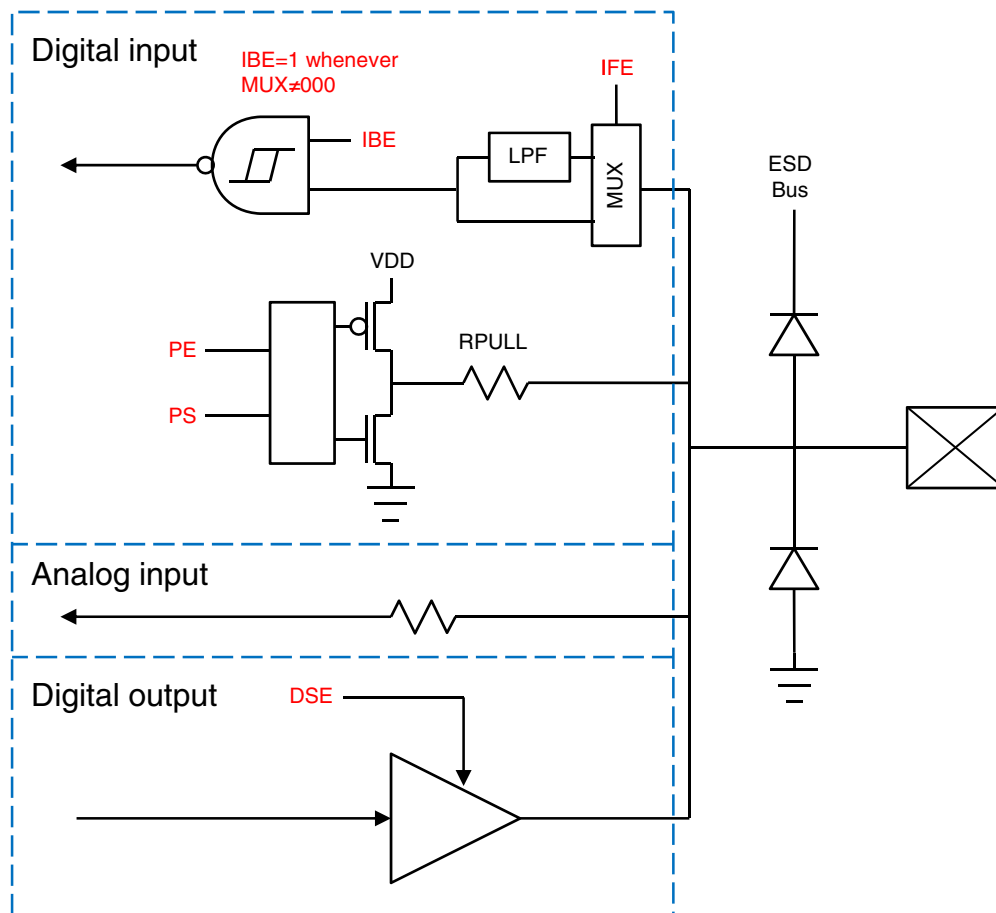 Digital input
IBE=1 whenever
MUX≠000
IFE
IBE
LPF
MUX
ESD
Bus
VDD
RPULL
PE
PS
Analog input
Digital output
DSE